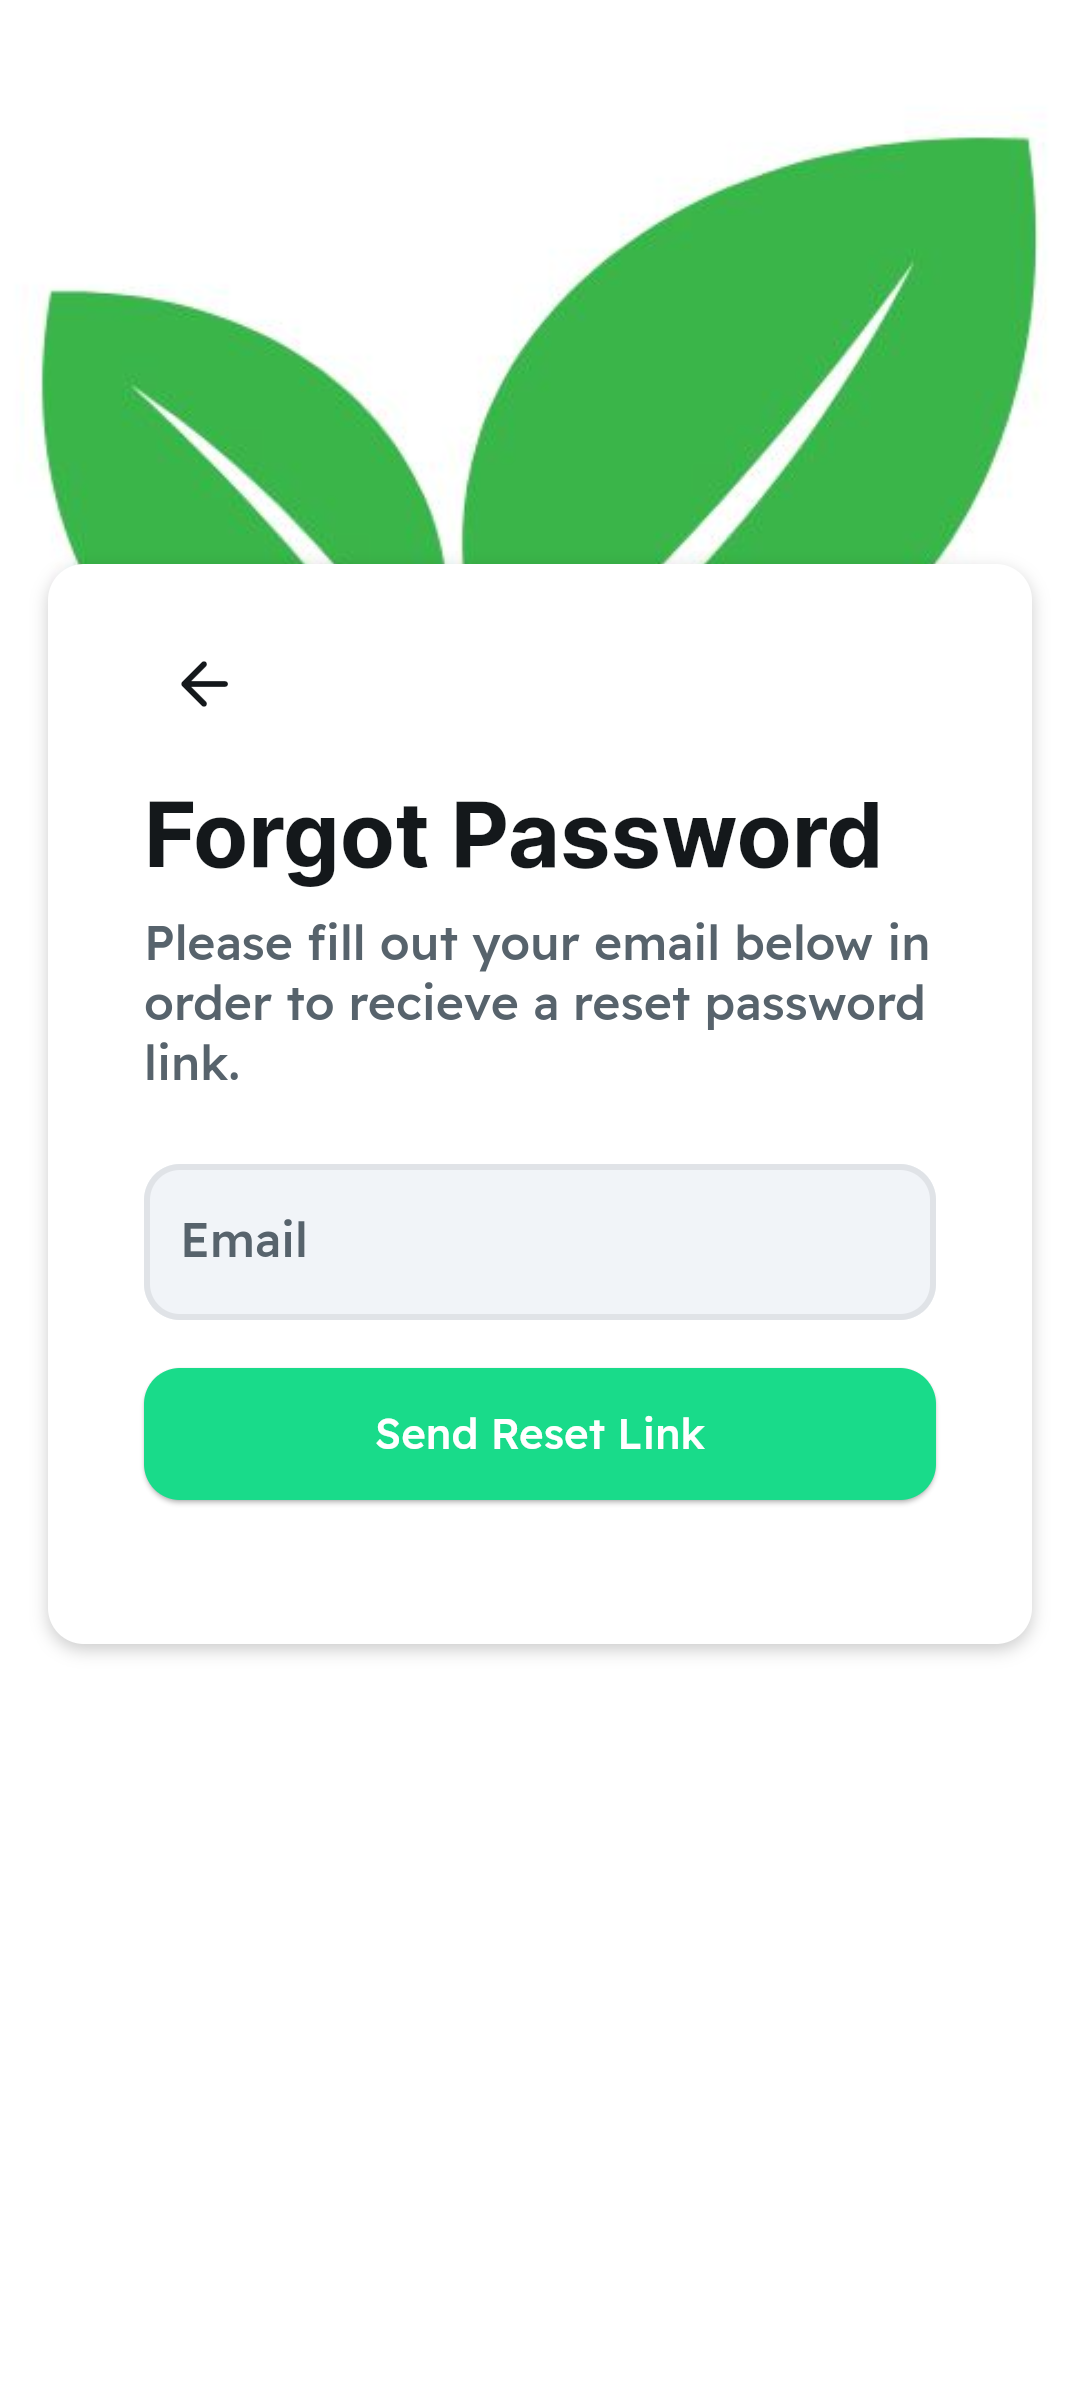 Forgot Password
Please fill out your email below in
order to recieve a reset password
link.
Email
Send Reset Link